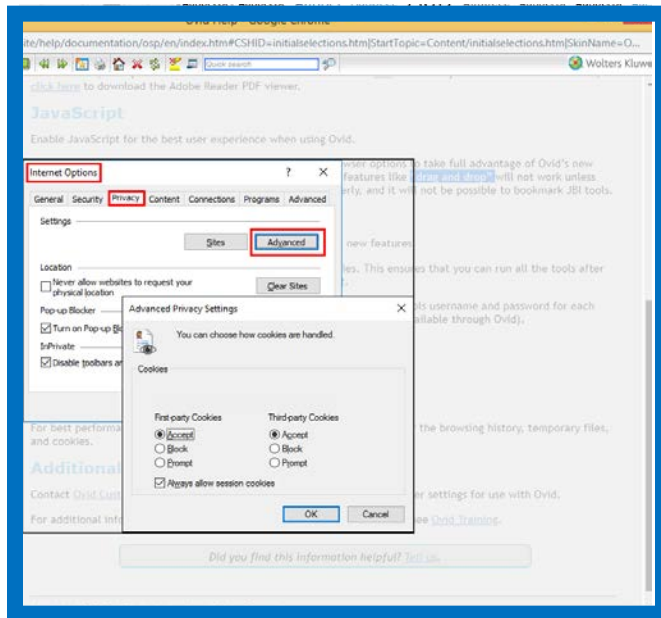 Ovid Help - Google Chrome
ite/help/documentation/osp/en/index.htm#CSHID=initialselections.htm|StartTopic=Content/initialselections.htm|SkinName=O...
Quick search
Wolters Kluwe
click here to download the Adobe Reader PDF viewer.
JavaScript
Enable JavaScript for the best user experience when using Ovid.
wser options to take full advantage of Ovid's new
features like "drag and drop" will not work unless
erly, and it will not be possible to bookmark JBI tools.
new features
ies. This ensures that you can run all the tools after
ols username and password for each
ailable through Ovid).
Internet Options ? X
General Security Privacy Content Connections Programs Advanced
Settings
Sites Advanced
Location
Never allow websites to request your
physical location
Clear Sites
Pop-up Blocker
Turn on Pop-up Blo
InPrivate
Disable toolbars an
Advanced Privacy Settings X
You can choose how cookies are handled.
Cookies
First-party Cookies Third-party Cookies
Accept Accept
Block Block
Prompt Prompt
Always allow session cookies
OK Cancel
For best performa
f the browsing history, temporary files,
and cookies.
Additional
Contact Ovid Cust
er settings for use with Ovid.
For additional info
ee Ovid Training.
Did you find this information helpful? Tell us.